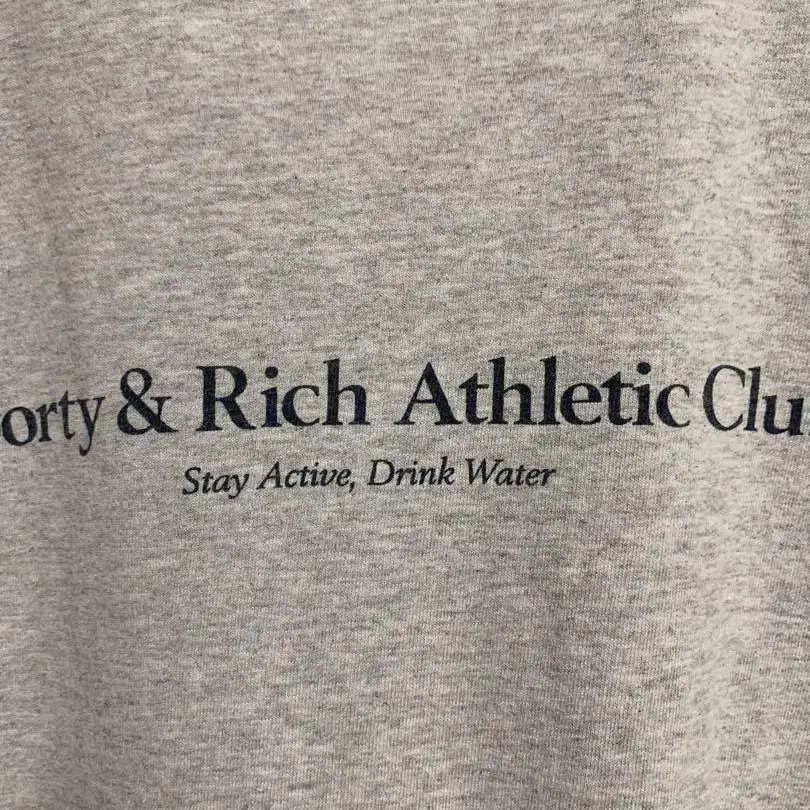 orty & Rich Athletic Clu
Stay Active, Drink Water